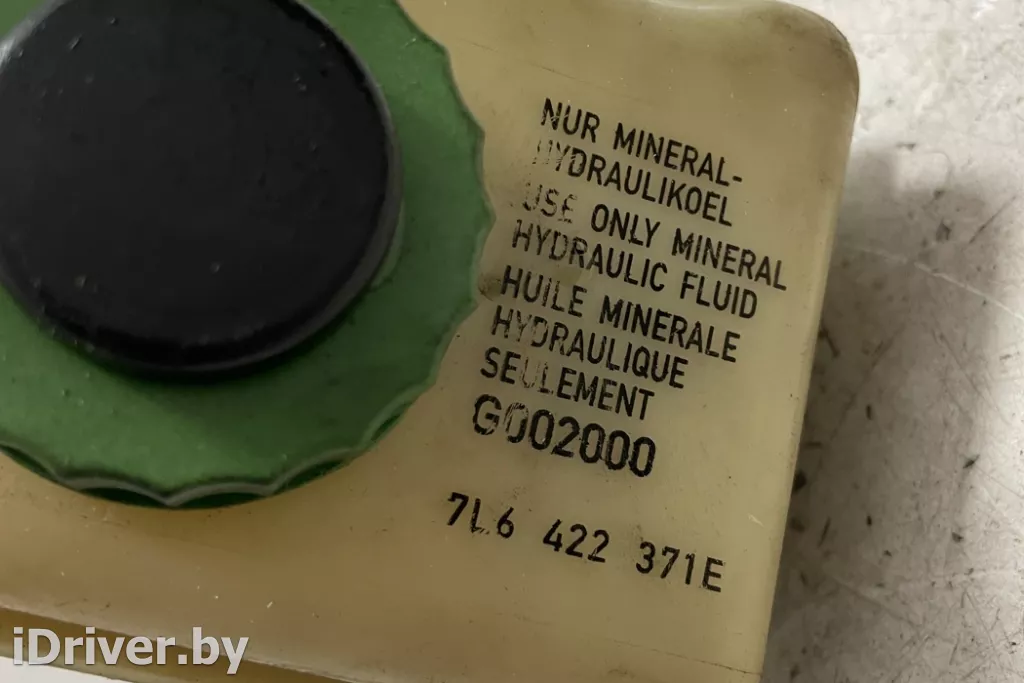 NUR MINERAL-
HYDRAULIKOEL
USE ONLY MINERAL
HYDRAULIC FLUID
HUILE MINERALE
HYDRAULIQUE
SEULEMENT
G002000
7L6 422 371E
iDriver.by